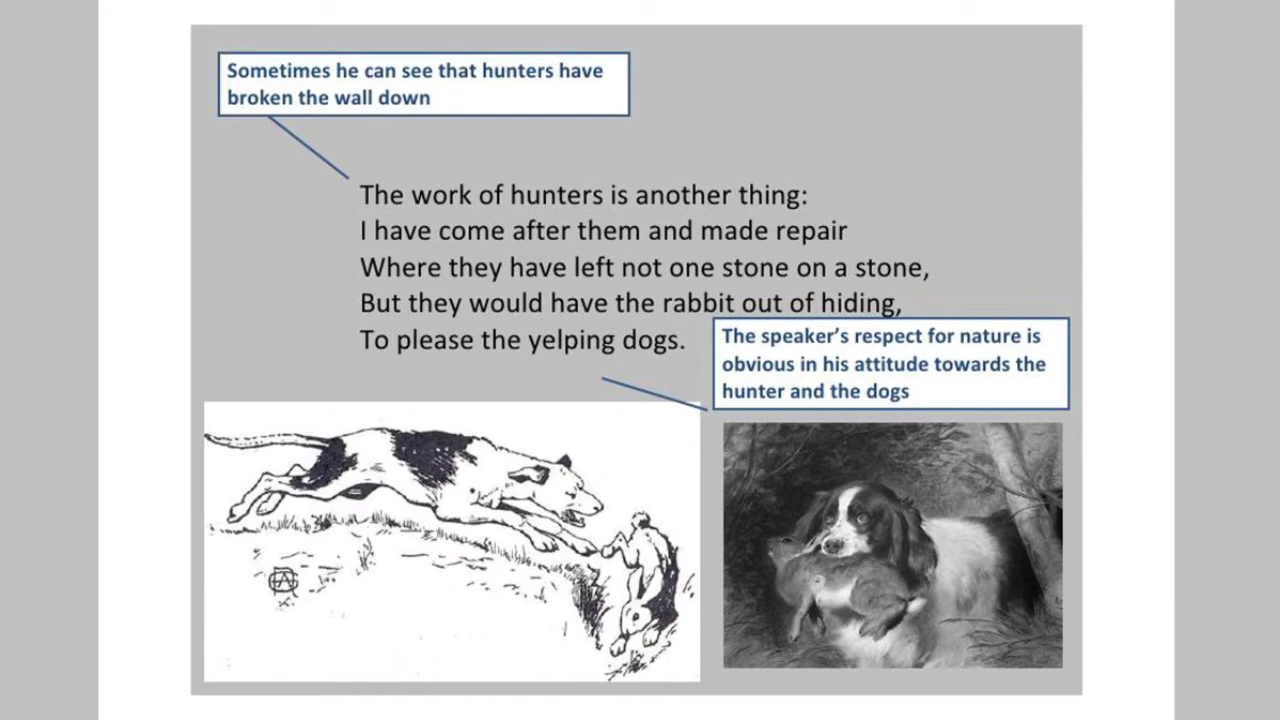 Sometimes he can see that hunters have
broken the wall down
The work of hunters is another thing:
I have come after them and made repair
Where they have left not one stone on a stone,
But they would have the rabbit out of hiding,
To please the yelping dogs.
The speaker’s respect for nature is
obvious in his attitude towards the
hunter and the dogs